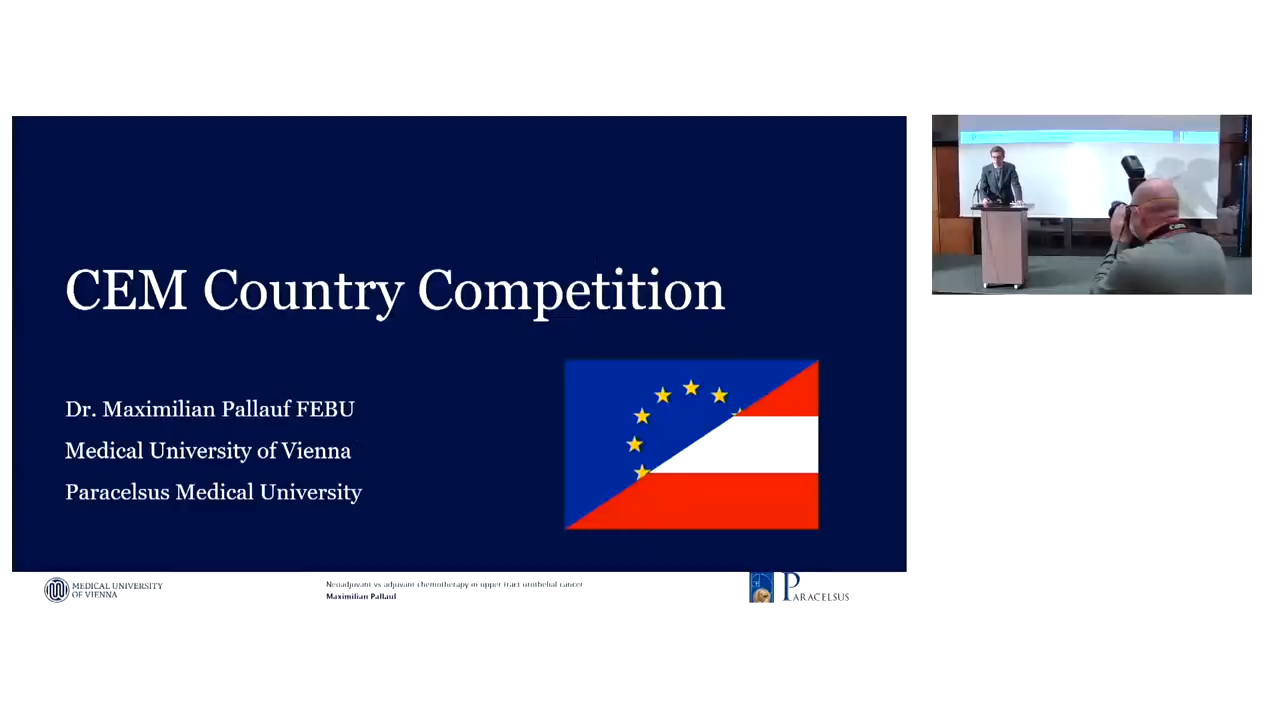 CEM Country Competition
Dr. Maximilian Pallauf FEBU
Medical University of Vienna
Paracelsus Medical University
MEDICAL UNIVERSITY
OF VIENNA
Neoadjuvant vs adjuvant chemotherapy in upper tract urothelial cancer
Maximilian Pallauf
PARACELSUS